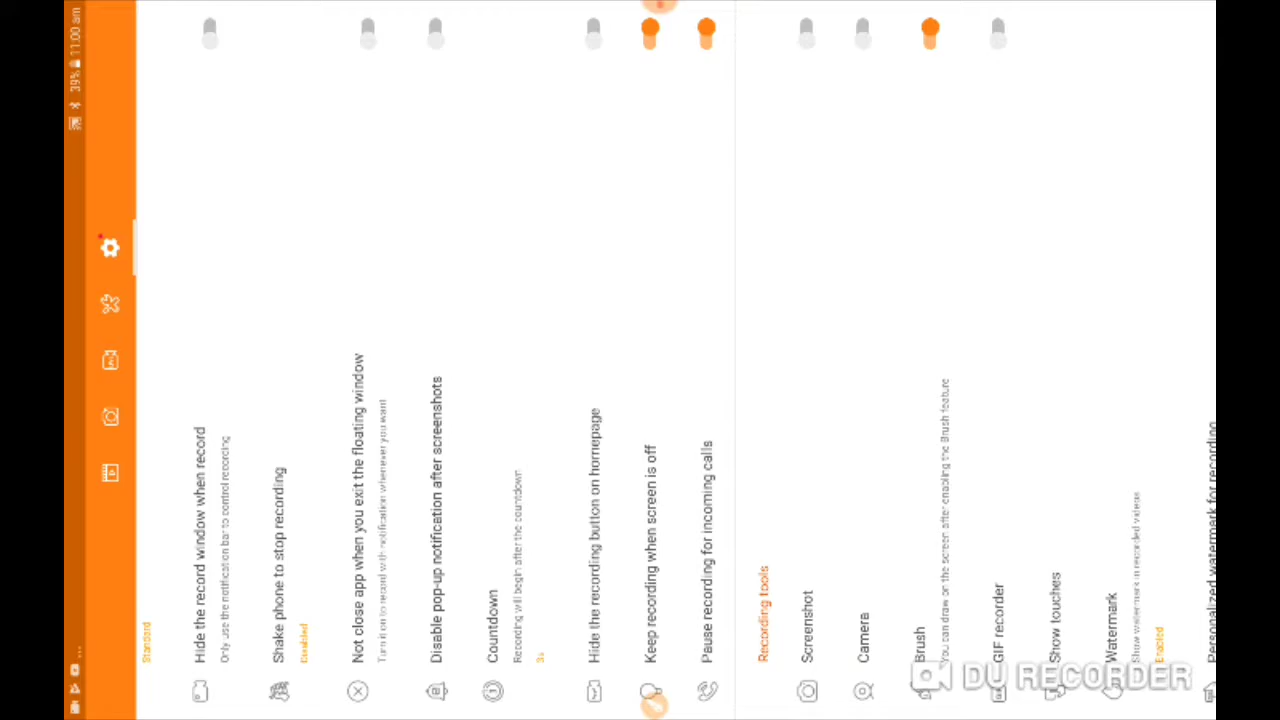 39% 11:00 am
Standard
Hide the record window when record
Only use the notification bar to control recording
Shake phone to stop recording
Disabled
Not close app when you exit the floating window
Turn it on to record with notification whenever you want
Disable pop-up notification after screenshots
Countdown
Recording will begin after the countdown
3s
Hide the recording button on homepage
Keep recording when screen is off
Pause recording for incoming calls
Recording tools
Screenshot
Camera
Brush
You can draw on the screen after enabling the Brush feature
GIF recorder
Show touches
Watermark
Show watermark in recorded videos
Enabled
Personalized watermark for recording
DU RECORDER